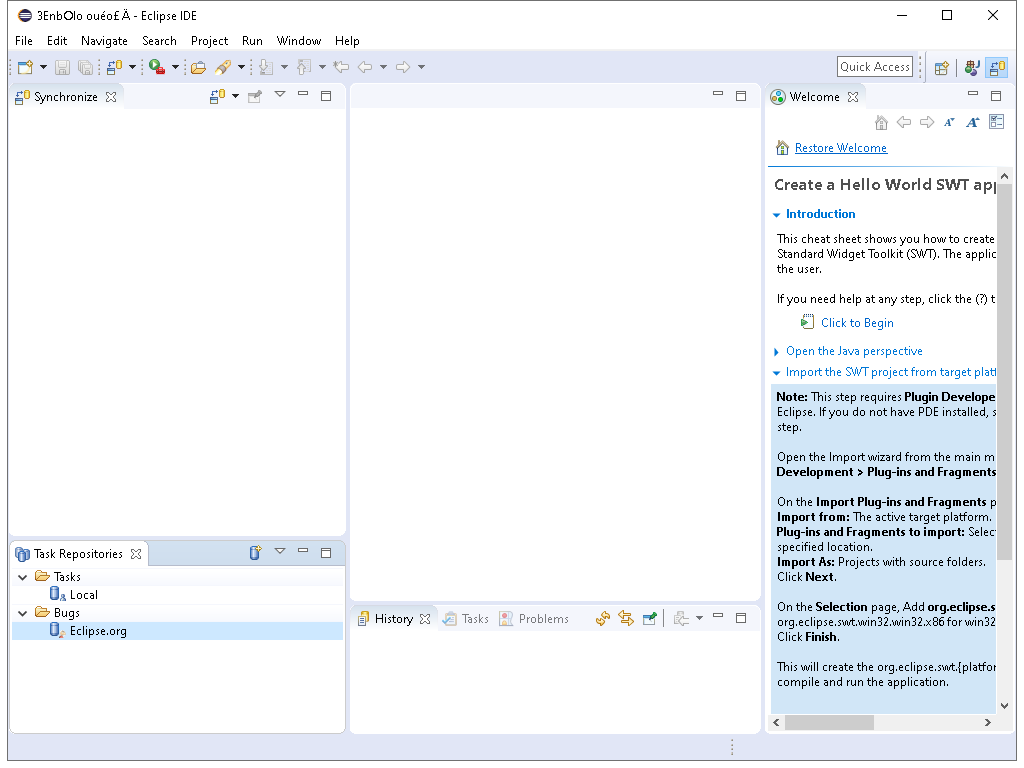 3EnbOlo ouéo£Ä - Eclipse IDE
File Edit Navigate Search Project Run Window Help
Quick Access
Synchronize
Welcome
Restore Welcome
Create a Hello World SWT app
Introduction
This cheat sheet shows you how to create
Standard Widget Toolkit (SWT). The applic
the user.
If you need help at any step, click the (?) t
Click to Begin
Open the Java perspective
Import the SWT project from target platf
Note: This step requires Plugin Develope
Eclipse. If you do not have PDE installed, s
step.
Open the Import wizard from the main m
Development > Plug-ins and Fragments
On the Import Plug-ins and Fragments p
Import from: The active target platform.
Plug-ins and Fragments to import: Selec
specified location.
Import As: Projects with source folders.
Click Next.
On the Selection page, Add org.eclipse.s
org.eclipse.swt.win32.win32.x86 for win32
Click Finish.
This will create the org.eclipse.swt.{platfor
compile and run the application.
Task Repositories
Tasks
Local
Bugs
Eclipse.org
History Tasks Problems